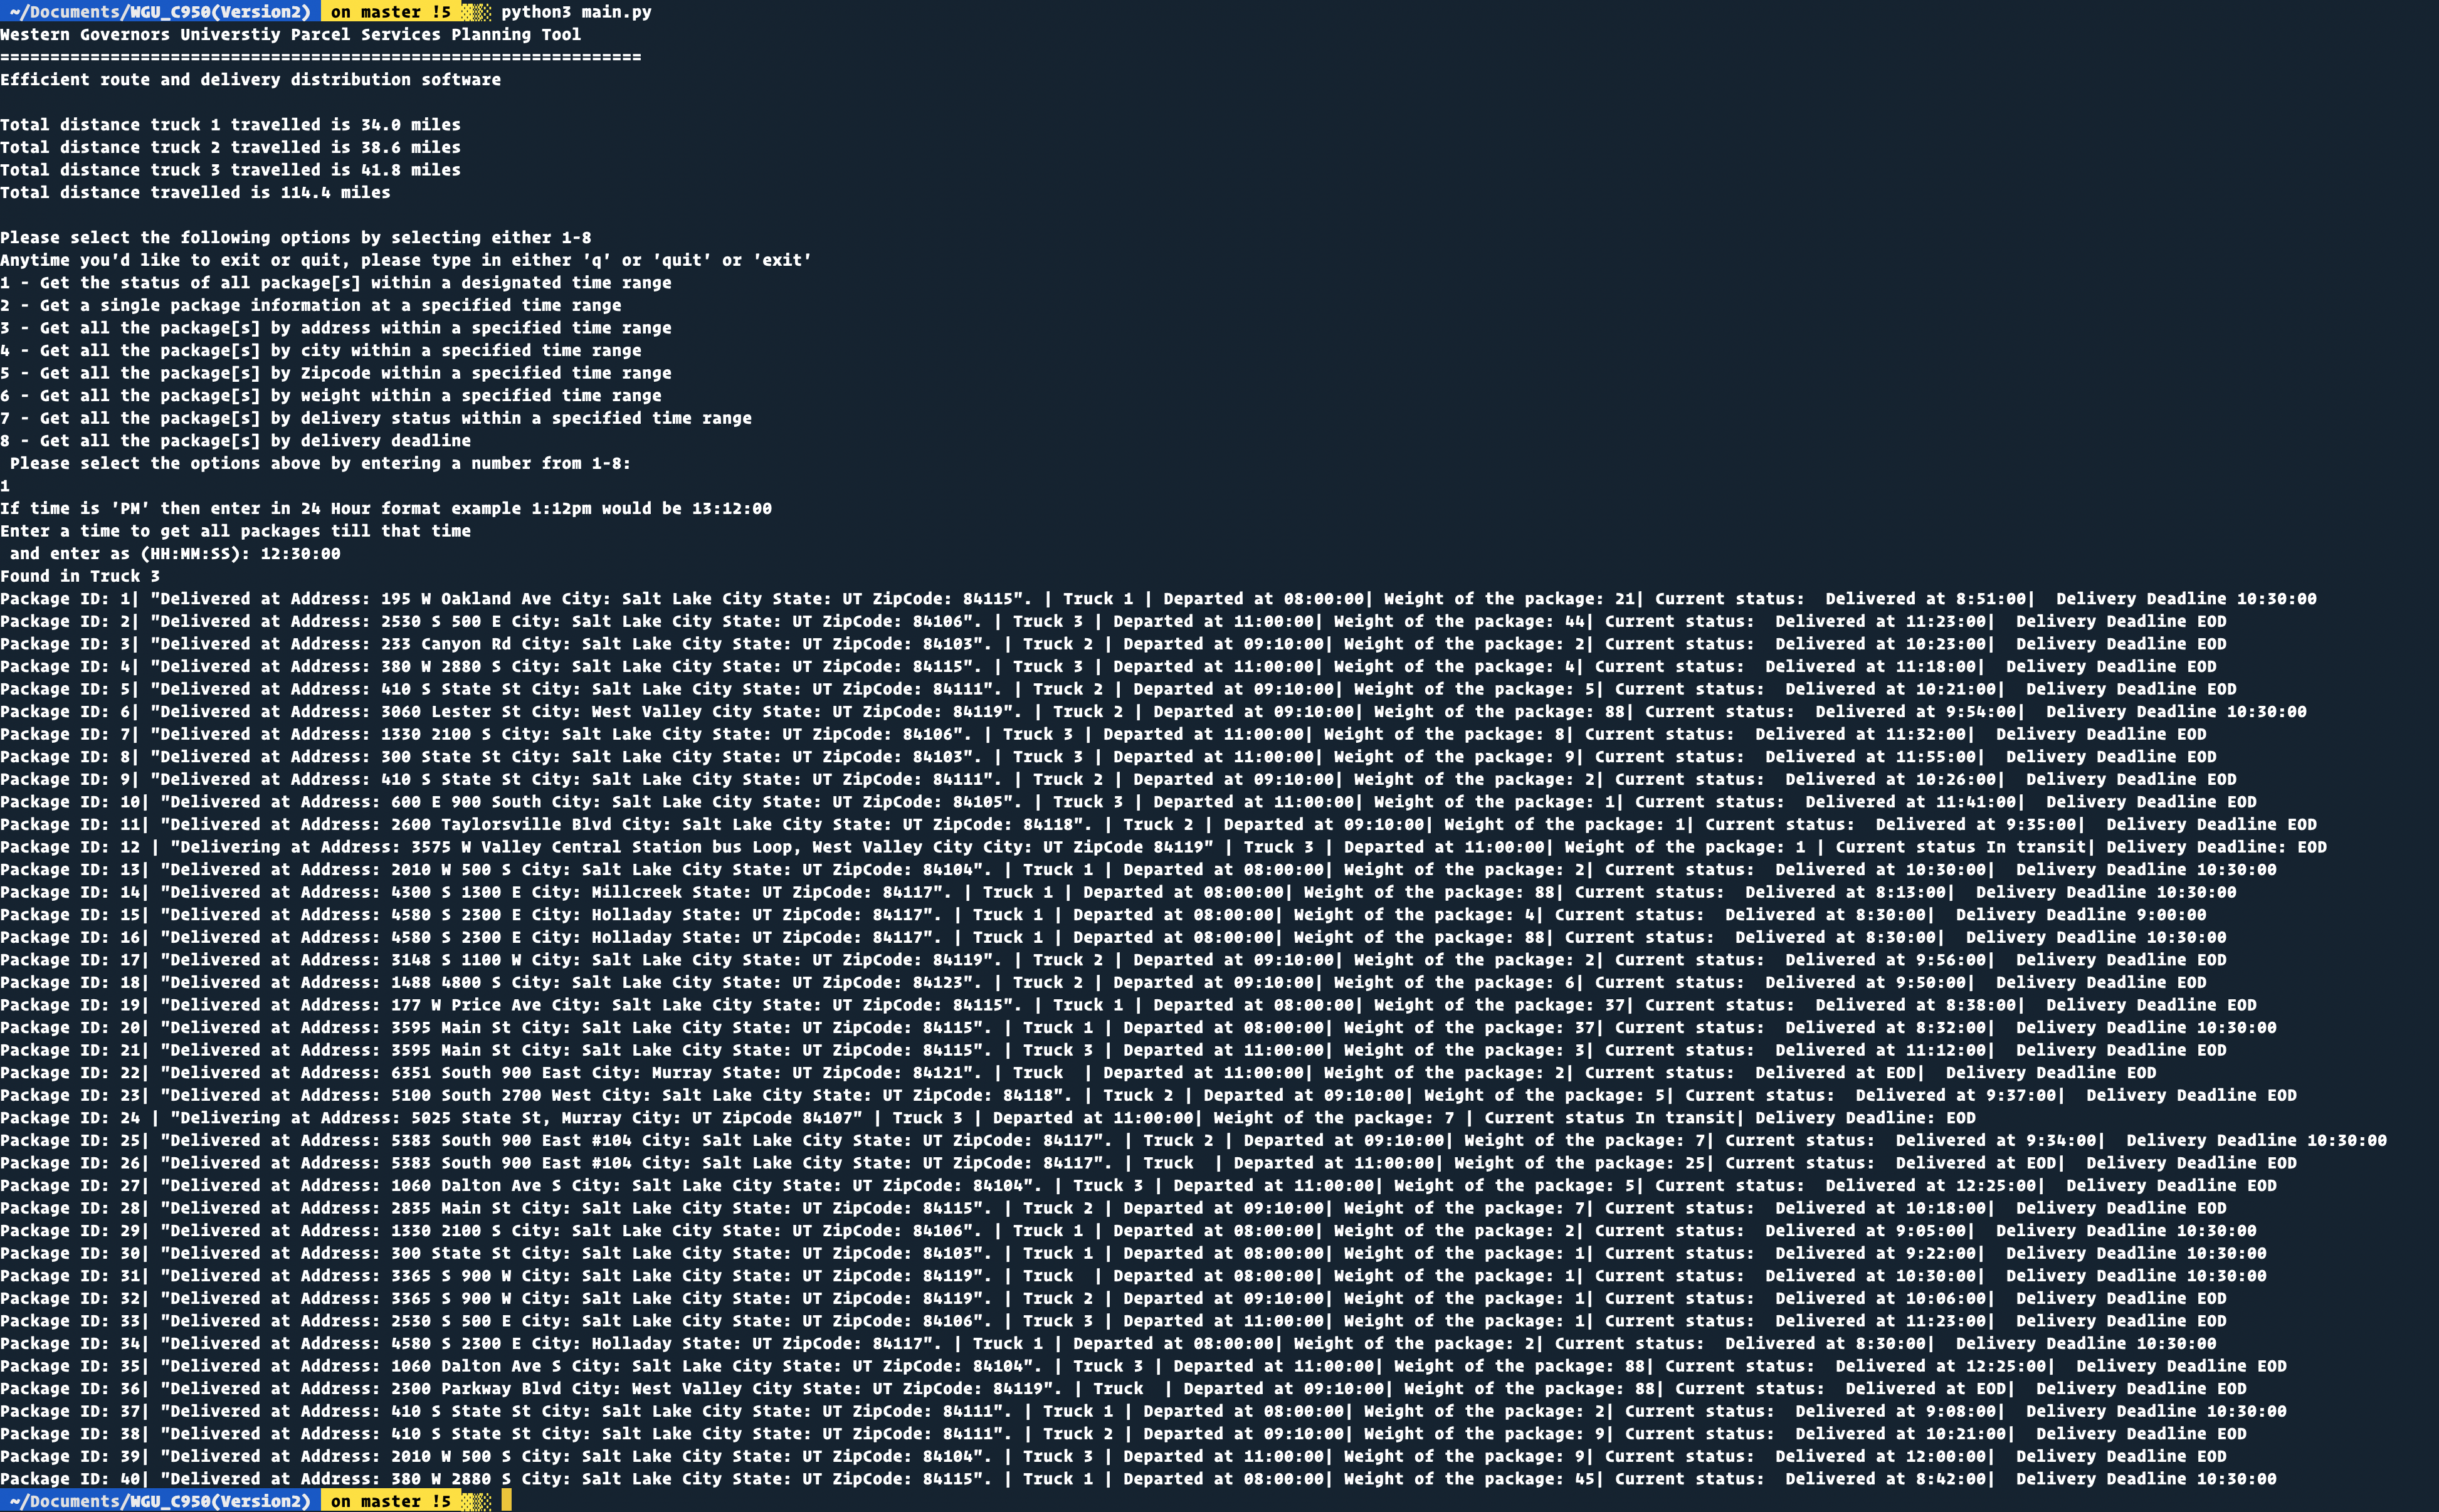 ~/Documents/WGU_C950(Version2) on master !5 python3 main.py
Western Governors Universtiy Parcel Services Planning Tool
================================================================
Efficient route and delivery distribution software
Total distance truck 1 travelled is 34.0 miles
Total distance truck 2 travelled is 38.6 miles
Total distance truck 3 travelled is 41.8 miles
Total distance travelled is 114.4 miles
Please select the following options by selecting either 1-8
Anytime you'd like to exit or quit, please type in either 'q' or 'quit' or 'exit'
1 - Get the status of all package[s] within a designated time range
2 - Get a single package information at a specified time range
3 - Get all the package[s] by address within a specified time range
4 - Get all the package[s] by city within a specified time range
5 - Get all the package[s] by Zipcode within a specified time range
6 - Get all the package[s] by weight within a specified time range
7 - Get all the package[s] by delivery status within a specified time range
8 - Get all the package[s] by delivery deadline
 Please select the options above by entering a number from 1-8:
1
If time is 'PM' then enter in 24 Hour format example 1:12pm would be 13:12:00
Enter a time to get all packages till that time
 and enter as (HH:MM:SS): 12:30:00
Found in Truck 3
Package ID: 1| "Delivered at Address: 195 W Oakland Ave City: Salt Lake City State: UT ZipCode: 84115". | Truck 1 | Departed at 08:00:00| Weight of the package: 21| Current status:  Delivered at 8:51:00|  Delivery Deadline 10:30:00
Package ID: 2| "Delivered at Address: 2530 S 500 E City: Salt Lake City State: UT ZipCode: 84106". | Truck 3 | Departed at 11:00:00| Weight of the package: 44| Current status:  Delivered at 11:23:00|  Delivery Deadline EOD
Package ID: 3| "Delivered at Address: 233 Canyon Rd City: Salt Lake City State: UT ZipCode: 84103". | Truck 2 | Departed at 09:10:00| Weight of the package: 2| Current status:  Delivered at 10:23:00|  Delivery Deadline EOD
Package ID: 4| "Delivered at Address: 380 W 2880 S City: Salt Lake City State: UT ZipCode: 84115". | Truck 3 | Departed at 11:00:00| Weight of the package: 4| Current status:  Delivered at 11:18:00|  Delivery Deadline EOD
Package ID: 5| "Delivered at Address: 410 S State St City: Salt Lake City State: UT ZipCode: 84111". | Truck 2 | Departed at 09:10:00| Weight of the package: 5| Current status:  Delivered at 10:21:00|  Delivery Deadline EOD
Package ID: 6| "Delivered at Address: 3060 Lester St City: West Valley City State: UT ZipCode: 84119". | Truck 2 | Departed at 09:10:00| Weight of the package: 88| Current status:  Delivered at 9:54:00|  Delivery Deadline 10:30:00
Package ID: 7| "Delivered at Address: 1330 2100 S City: Salt Lake City State: UT ZipCode: 84106". | Truck 3 | Departed at 11:00:00| Weight of the package: 8| Current status:  Delivered at 11:32:00|  Delivery Deadline EOD
Package ID: 8| "Delivered at Address: 300 State St City: Salt Lake City State: UT ZipCode: 84103". | Truck 3 | Departed at 11:00:00| Weight of the package: 9| Current status:  Delivered at 11:55:00|  Delivery Deadline EOD
Package ID: 9| "Delivered at Address: 410 S State St City: Salt Lake City State: UT ZipCode: 84111". | Truck 2 | Departed at 09:10:00| Weight of the package: 2| Current status:  Delivered at 10:26:00|  Delivery Deadline EOD
Package ID: 10| "Delivered at Address: 600 E 900 South City: Salt Lake City State: UT ZipCode: 84105". | Truck 3 | Departed at 11:00:00| Weight of the package: 1| Current status:  Delivered at 11:41:00|  Delivery Deadline EOD
Package ID: 11| "Delivered at Address: 2600 Taylorsville Blvd City: Salt Lake City State: UT ZipCode: 84118". | Truck 2 | Departed at 09:10:00| Weight of the package: 1| Current status:  Delivered at 9:35:00|  Delivery Deadline EOD
Package ID: 12 | "Delivering at Address: 3575 W Valley Central Station bus Loop, West Valley City City: UT ZipCode 84119" | Truck 3 | Departed at 11:00:00| Weight of the package: 1 | Current status In transit| Delivery Deadline: EOD
Package ID: 13| "Delivered at Address: 2010 W 500 S City: Salt Lake City State: UT ZipCode: 84104". | Truck 1 | Departed at 08:00:00| Weight of the package: 2| Current status:  Delivered at 10:30:00|  Delivery Deadline 10:30:00
Package ID: 14| "Delivered at Address: 4300 S 1300 E City: Millcreek State: UT ZipCode: 84117". | Truck 1 | Departed at 08:00:00| Weight of the package: 88| Current status:  Delivered at 8:13:00|  Delivery Deadline 10:30:00
Package ID: 15| "Delivered at Address: 4580 S 2300 E City: Holladay State: UT ZipCode: 84117". | Truck 1 | Departed at 08:00:00| Weight of the package: 4| Current status:  Delivered at 8:30:00|  Delivery Deadline 9:00:00
Package ID: 16| "Delivered at Address: 4580 S 2300 E City: Holladay State: UT ZipCode: 84117". | Truck 1 | Departed at 08:00:00| Weight of the package: 88| Current status:  Delivered at 8:30:00|  Delivery Deadline 10:30:00
Package ID: 17| "Delivered at Address: 3148 S 1100 W City: Salt Lake City State: UT ZipCode: 84119". | Truck 2 | Departed at 09:10:00| Weight of the package: 2| Current status:  Delivered at 9:56:00|  Delivery Deadline EOD
Package ID: 18| "Delivered at Address: 1488 4800 S City: Salt Lake City State: UT ZipCode: 84123". | Truck 2 | Departed at 09:10:00| Weight of the package: 6| Current status:  Delivered at 9:50:00|  Delivery Deadline EOD
Package ID: 19| "Delivered at Address: 177 W Price Ave City: Salt Lake City State: UT ZipCode: 84115". | Truck 1 | Departed at 08:00:00| Weight of the package: 37| Current status:  Delivered at 8:38:00|  Delivery Deadline EOD
Package ID: 20| "Delivered at Address: 3595 Main St City: Salt Lake City State: UT ZipCode: 84115". | Truck 1 | Departed at 08:00:00| Weight of the package: 37| Current status:  Delivered at 8:32:00|  Delivery Deadline 10:30:00
Package ID: 21| "Delivered at Address: 3595 Main St City: Salt Lake City State: UT ZipCode: 84115". | Truck 3 | Departed at 11:00:00| Weight of the package: 3| Current status:  Delivered at 11:12:00|  Delivery Deadline EOD
Package ID: 22| "Delivered at Address: 6351 South 900 East City: Murray State: UT ZipCode: 84121". | Truck  | Departed at 11:00:00| Weight of the package: 2| Current status:  Delivered at EOD|  Delivery Deadline EOD
Package ID: 23| "Delivered at Address: 5100 South 2700 West City: Salt Lake City State: UT ZipCode: 84118". | Truck 2 | Departed at 09:10:00| Weight of the package: 5| Current status:  Delivered at 9:37:00|  Delivery Deadline EOD
Package ID: 24 | "Delivering at Address: 5025 State St, Murray City: UT ZipCode 84107" | Truck 3 | Departed at 11:00:00| Weight of the package: 7 | Current status In transit| Delivery Deadline: EOD
Package ID: 25| "Delivered at Address: 5383 South 900 East #104 City: Salt Lake City State: UT ZipCode: 84117". | Truck 2 | Departed at 09:10:00| Weight of the package: 7| Current status:  Delivered at 9:34:00|  Delivery Deadline 10:30:00
Package ID: 26| "Delivered at Address: 5383 South 900 East #104 City: Salt Lake City State: UT ZipCode: 84117". | Truck  | Departed at 11:00:00| Weight of the package: 25| Current status:  Delivered at EOD|  Delivery Deadline EOD
Package ID: 27| "Delivered at Address: 1060 Dalton Ave S City: Salt Lake City State: UT ZipCode: 84104". | Truck 3 | Departed at 11:00:00| Weight of the package: 5| Current status:  Delivered at 12:25:00|  Delivery Deadline EOD
Package ID: 28| "Delivered at Address: 2835 Main St City: Salt Lake City State: UT ZipCode: 84115". | Truck 2 | Departed at 09:10:00| Weight of the package: 7| Current status:  Delivered at 10:18:00|  Delivery Deadline EOD
Package ID: 29| "Delivered at Address: 1330 2100 S City: Salt Lake City State: UT ZipCode: 84106". | Truck 1 | Departed at 08:00:00| Weight of the package: 2| Current status:  Delivered at 9:05:00|  Delivery Deadline 10:30:00
Package ID: 30| "Delivered at Address: 300 State St City: Salt Lake City State: UT ZipCode: 84103". | Truck 1 | Departed at 08:00:00| Weight of the package: 1| Current status:  Delivered at 9:22:00|  Delivery Deadline 10:30:00
Package ID: 31| "Delivered at Address: 3365 S 900 W City: Salt Lake City State: UT ZipCode: 84119". | Truck  | Departed at 08:00:00| Weight of the package: 1| Current status:  Delivered at 10:30:00|  Delivery Deadline 10:30:00
Package ID: 32| "Delivered at Address: 3365 S 900 W City: Salt Lake City State: UT ZipCode: 84119". | Truck 2 | Departed at 09:10:00| Weight of the package: 1| Current status:  Delivered at 10:06:00|  Delivery Deadline EOD
Package ID: 33| "Delivered at Address: 2530 S 500 E City: Salt Lake City State: UT ZipCode: 84106". | Truck 3 | Departed at 11:00:00| Weight of the package: 1| Current status:  Delivered at 11:23:00|  Delivery Deadline EOD
Package ID: 34| "Delivered at Address: 4580 S 2300 E City: Holladay State: UT ZipCode: 84117". | Truck 1 | Departed at 08:00:00| Weight of the package: 2| Current status:  Delivered at 8:30:00|  Delivery Deadline 10:30:00
Package ID: 35| "Delivered at Address: 1060 Dalton Ave S City: Salt Lake City State: UT ZipCode: 84104". | Truck 3 | Departed at 11:00:00| Weight of the package: 88| Current status:  Delivered at 12:25:00|  Delivery Deadline EOD
Package ID: 36| "Delivered at Address: 2300 Parkway Blvd City: West Valley City State: UT ZipCode: 84119". | Truck  | Departed at 09:10:00| Weight of the package: 88| Current status:  Delivered at EOD|  Delivery Deadline EOD
Package ID: 37| "Delivered at Address: 410 S State St City: Salt Lake City State: UT ZipCode: 84111". | Truck 1 | Departed at 08:00:00| Weight of the package: 2| Current status:  Delivered at 9:08:00|  Delivery Deadline 10:30:00
Package ID: 38| "Delivered at Address: 410 S State St City: Salt Lake City State: UT ZipCode: 84111". | Truck 2 | Departed at 09:10:00| Weight of the package: 9| Current status:  Delivered at 10:21:00|  Delivery Deadline EOD
Package ID: 39| "Delivered at Address: 2010 W 500 S City: Salt Lake City State: UT ZipCode: 84104". | Truck 3 | Departed at 11:00:00| Weight of the package: 9| Current status:  Delivered at 12:00:00|  Delivery Deadline EOD
Package ID: 40| "Delivered at Address: 380 W 2880 S City: Salt Lake City State: UT ZipCode: 84115". | Truck 1 | Departed at 08:00:00| Weight of the package: 45| Current status:  Delivered at 8:42:00|  Delivery Deadline 10:30:00
~/Documents/WGU_C950(Version2) on master !5